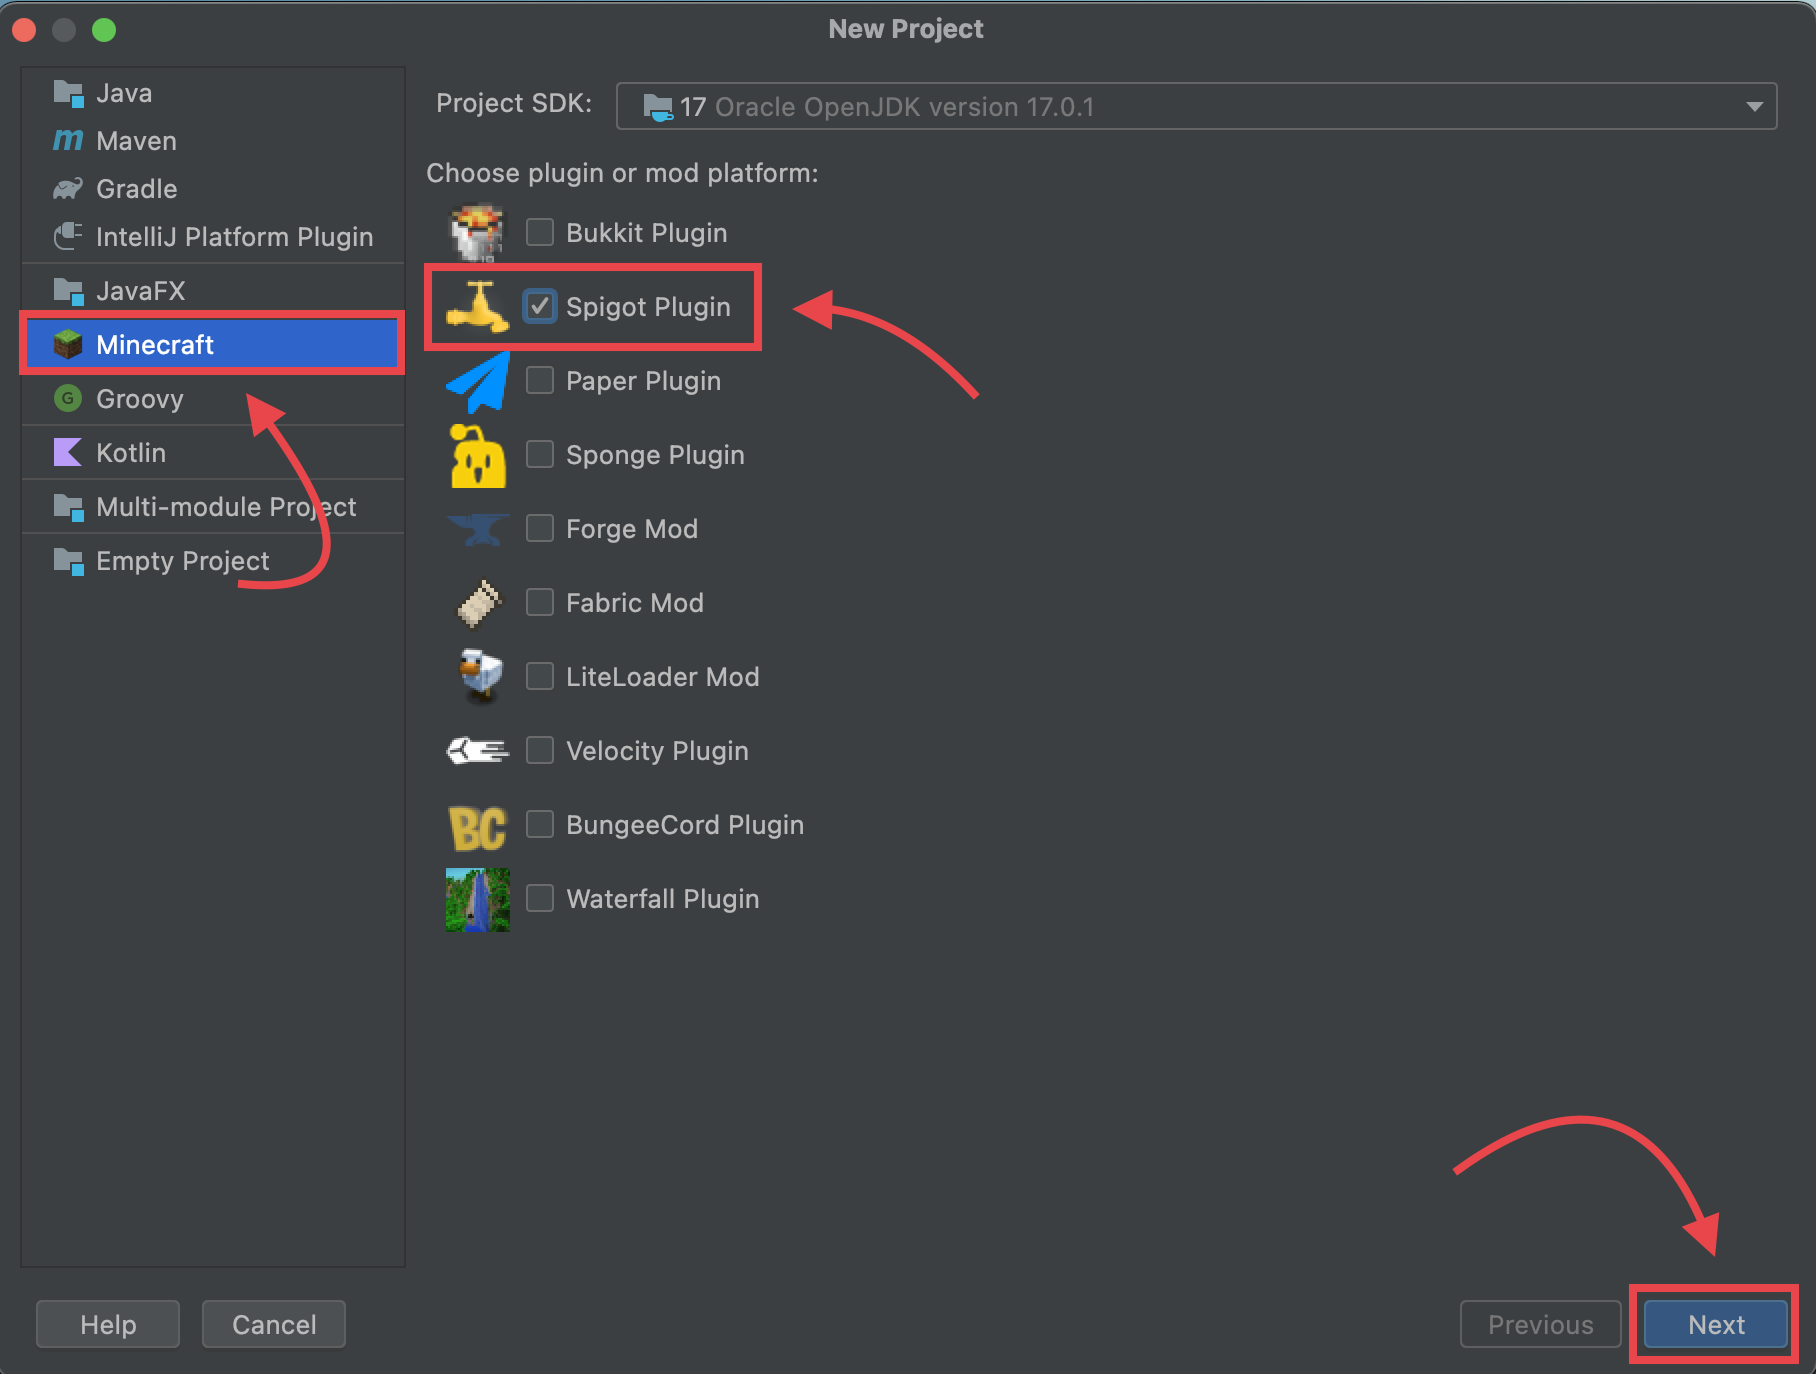 New Project
Java
Maven
Gradle
IntelliJ Platform Plugin
JavaFX
Minecraft
Groovy
Kotlin
Multi-module Project
Empty Project
Project SDK: 17 Oracle OpenJDK version 17.0.1
Choose plugin or mod platform:
Bukkit Plugin
Spigot Plugin
Paper Plugin
Sponge Plugin
Forge Mod
Fabric Mod
LiteLoader Mod
Velocity Plugin
BC BungeeCord Plugin
Waterfall Plugin
Help Cancel Previous Next